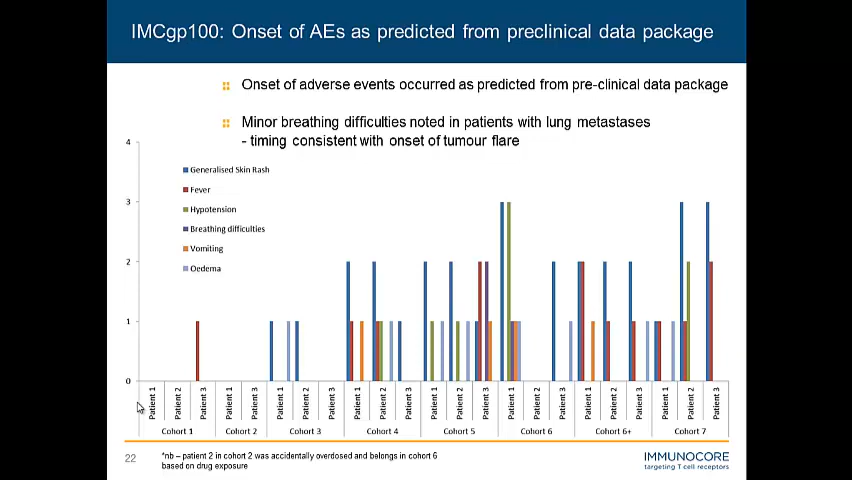 IMCgp100: Onset of AEs as predicted from preclinical data package
Onset of adverse events occurred as predicted from pre-clinical data package
Minor breathing difficulties noted in patients with lung metastases
- timing consistent with onset of tumour flare
4
3
2
1
0
Generalised Skin Rash
Fever
Hypotension
Breathing difficulties
Vomiting
Oedema
Patient 1
Patient 2
Patient 3
Patient 1
Patient 3
Patient 1
Patient 2
Patient 3
Patient 1
Patient 2
Patient 3
Patient 1
Patient 2
Patient 3
Patient 1
Patient 2
Patient 3
Patient 1
Patient 2
Patient 3
Patient 1
Patient 2
Patient 3
Cohort 1
Cohort 2
Cohort 3
Cohort 4
Cohort 5
Cohort 6
Cohort 6+
Cohort 7
22
*nb – patient 2 in cohort 2 was accidentally overdosed and belongs in cohort 6
based on drug exposure
IMMUNOCORE
targeting T cell receptors